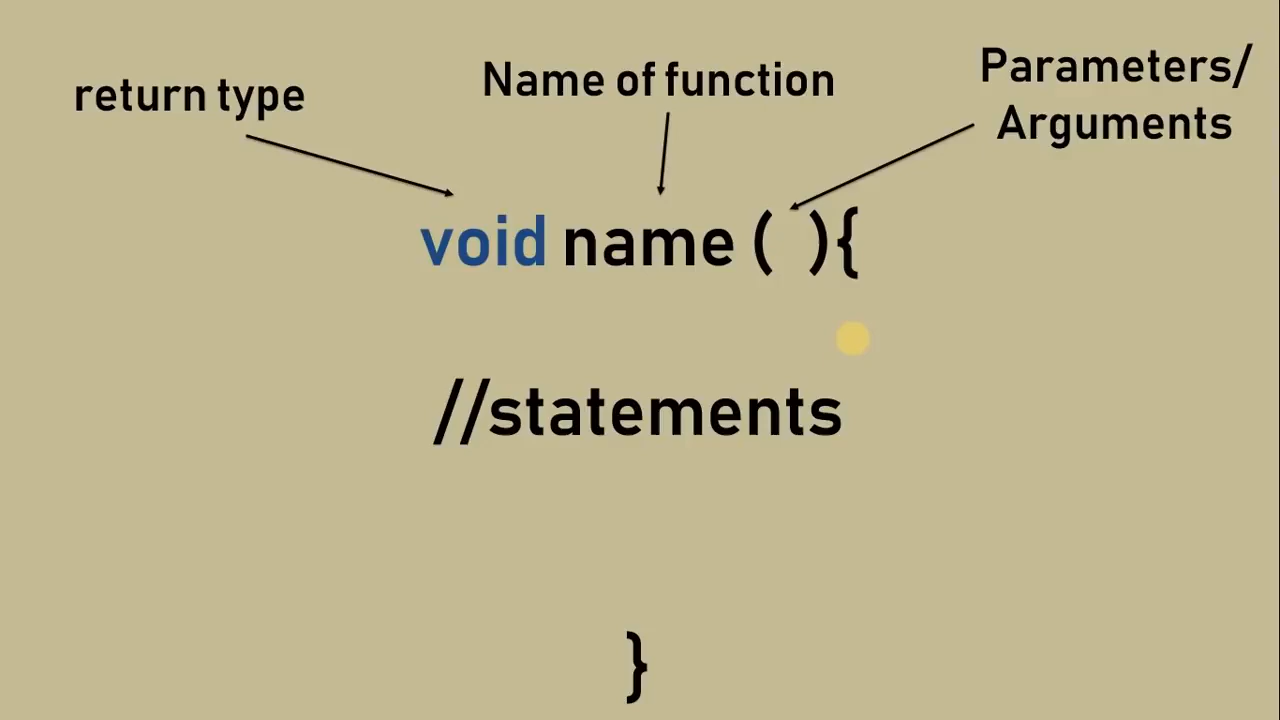 return type
Name of function
Parameters/
Arguments
void name ( ){
//statements
}